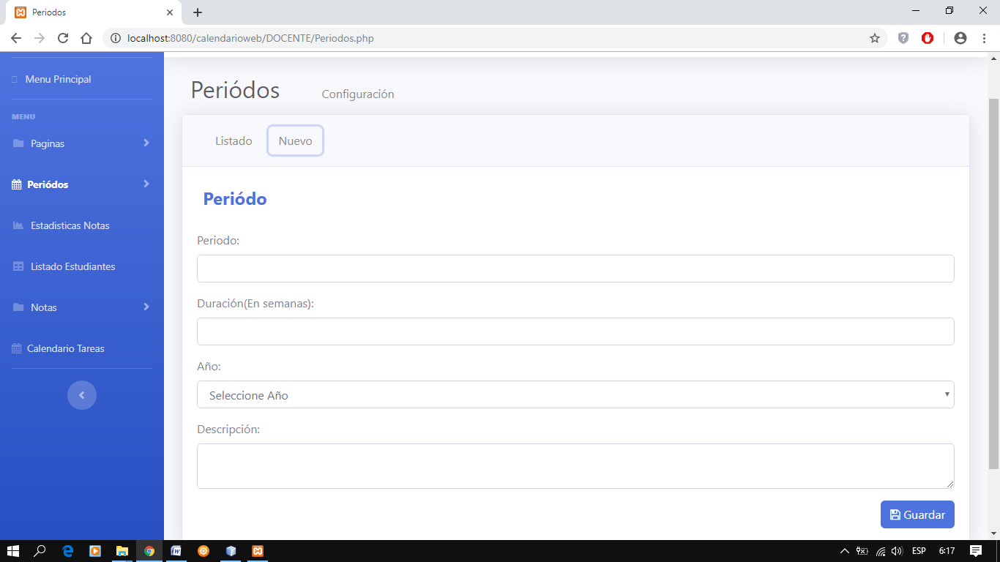 Periodos
localhost:8080/calendarioweb/DOCENTE/Periodos.php
Menu Principal
MENU
Paginas
Periódos
Estadisticas Notas
Listado Estudiantes
Notas
Calendario Tareas
Periódos
Configuración
Listado
Nuevo
Periódo
Periodo:
Duración(En semanas):
Año:
Seleccione Año
Descripción:
Guardar
ESP
6:17